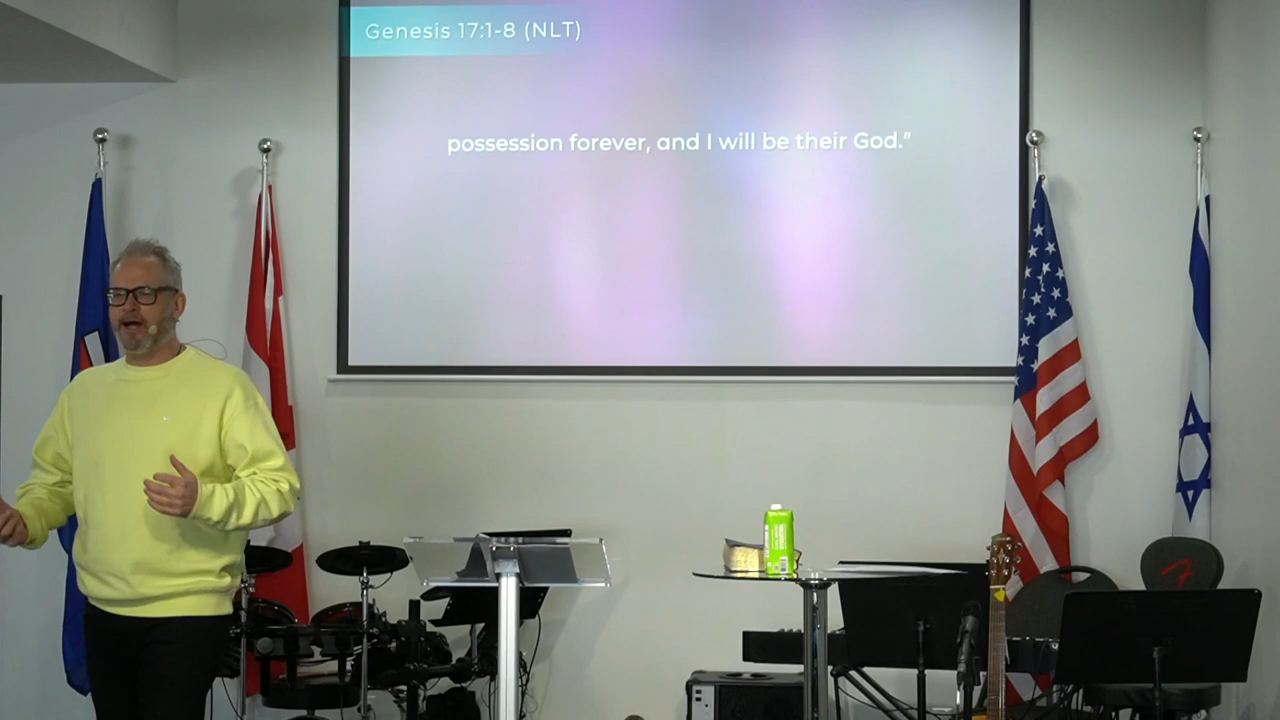 Genesis 17:1-8 (NLT)
possession forever, and I will be their God."